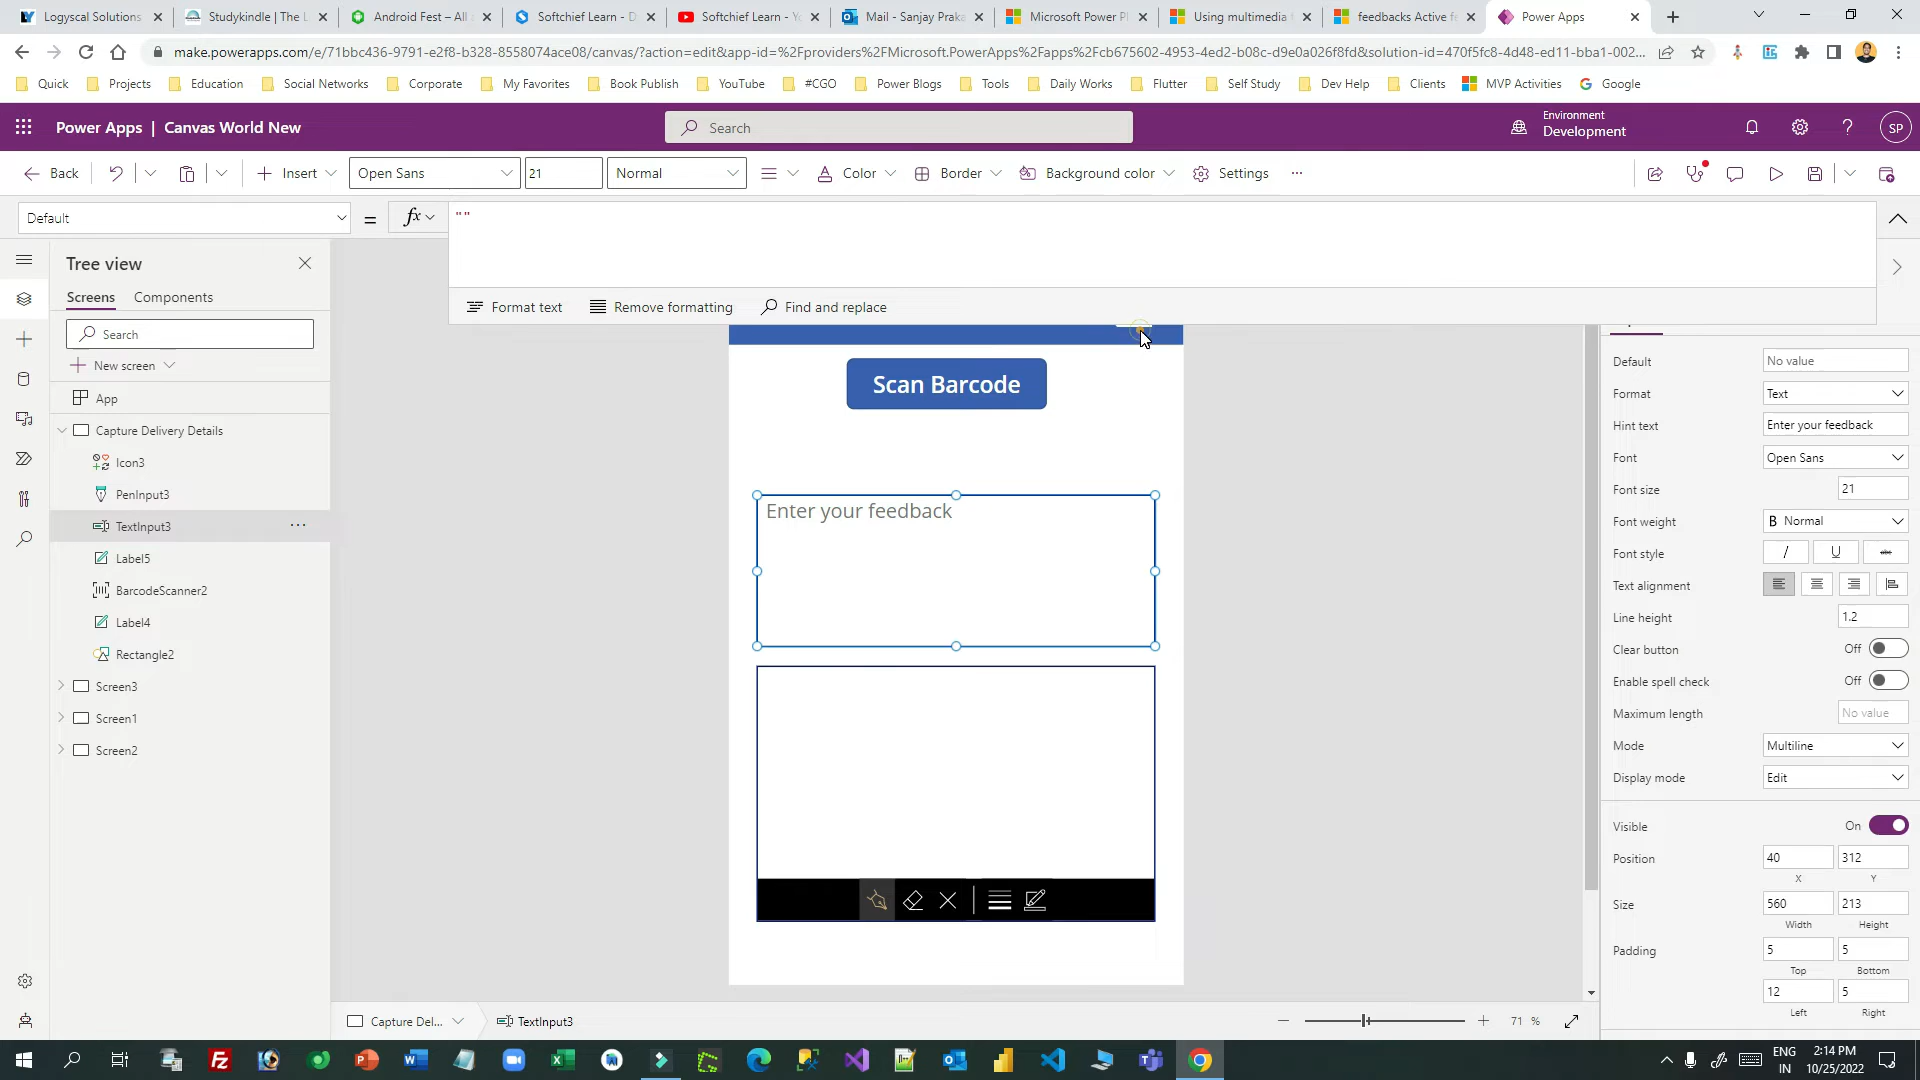 Logyscal Solutions
Studykindle | The L
Android Fest – All
Softchief Learn - D
Softchief Learn - Yo
Mail - Sanjay Praka
Microsoft Power Pl
Using multimedia f
feedbacks Active fe
Power Apps
make.powerapps.com/e/71bbc436-9791-e2f8-b328-8558074ace08/canvas/?action=edit&app-id=%2Fproviders%2FMicrosoft.PowerApps%2Fapps%2Fcb675602-4953-4ed2-b08c-d9e0a026f8fd&solution-id=470f5fc8-4d48-ed11-bba1-002...
Quick
Projects
Education
Social Networks
Corporate
My Favorites
Book Publish
YouTube
#CGO
Power Blogs
Tools
Daily Works
Flutter
Self Study
Dev Help
Clients
MVP Activities
Google
Power Apps | Canvas World New
Search
Environment
Development
SP
Back
Insert
Open Sans
21
Normal
Color
Border
Background color
Settings
Default
=
fx
""
Format text
Remove formatting
Find and replace
Tree view
Screens
Components
Search
New screen
App
Capture Delivery Details
Icon3
PenInput3
TextInput3
Label5
BarcodeScanner2
Label4
Rectangle2
Screen3
Screen1
Screen2
Scan Barcode
Enter your feedback
Default
No value
Format
Text
Hint text
Enter your feedback
Font
Open Sans
Font size
21
Font weight
B Normal
Font style
/ U abc
Text alignment
Line height
1.2
Clear button
Off
Enable spell check
Off
Maximum length
No value
Mode
Multiline
Display mode
Edit
Visible
On
Position
40
312
X
Y
Size
560
213
Width
Height
Padding
5
5
Top
Bottom
12
5
Left
Right
Capture Del...
TextInput3
71 %
ENG
IN
2:14 PM
10/25/2022